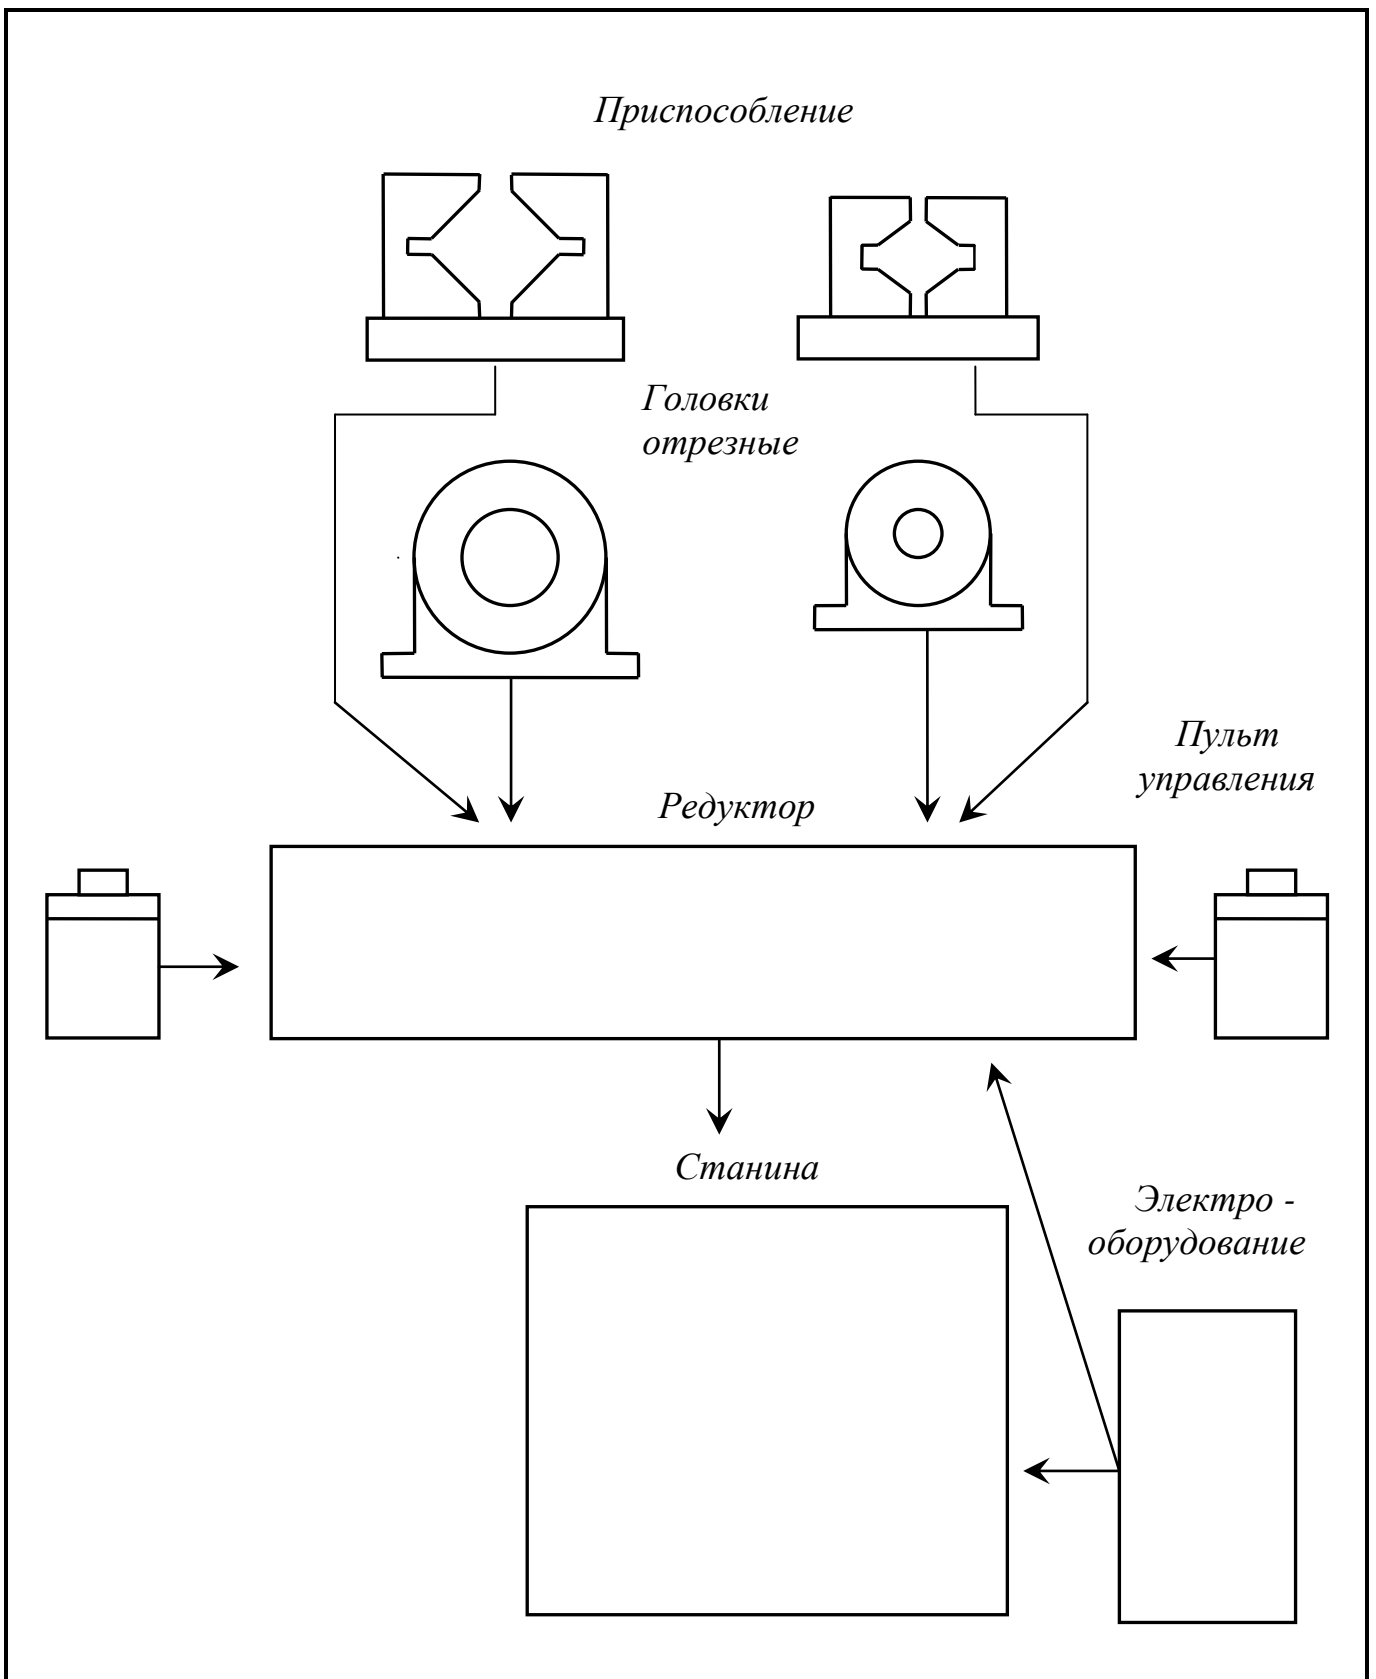 Приспособление
Головки
отрезные
Пульт
управления
Редуктор
Станина
Электро -
оборудование